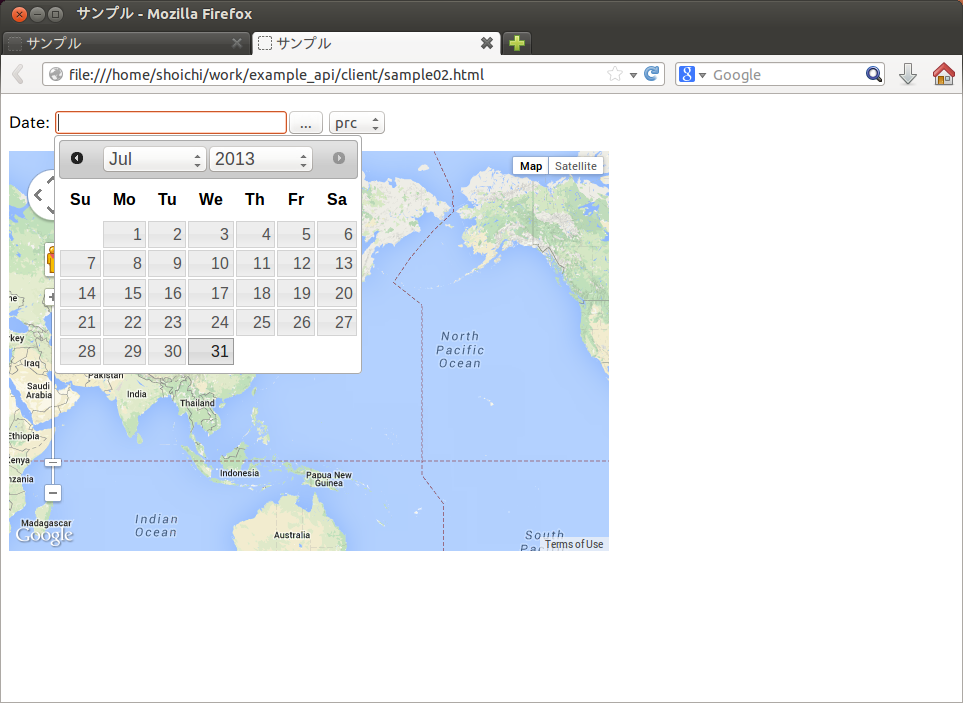 サンプル - Mozilla Firefox
サンプル
サンプル
file:///home/shoichi/work/example_api/client/sample02.html
Google
Date:
...
prc
Jul
2013
Su Mo Tu We Th Fr Sa
1 2 3 4 5 6
7 8 9 10 11 12 13
14 15 16 17 18 19 20
21 22 23 24 25 26 27
28 29 30 31
Map
Satellite
North
Pacific
Ocean
Iraq
Saudi
Arabia
Pakistan
India
Thailand
Ethiopia
Indonesia
Papua New
Guinea
Madagascar
Indian
Ocean
Australia
South
Google
Terms of Use